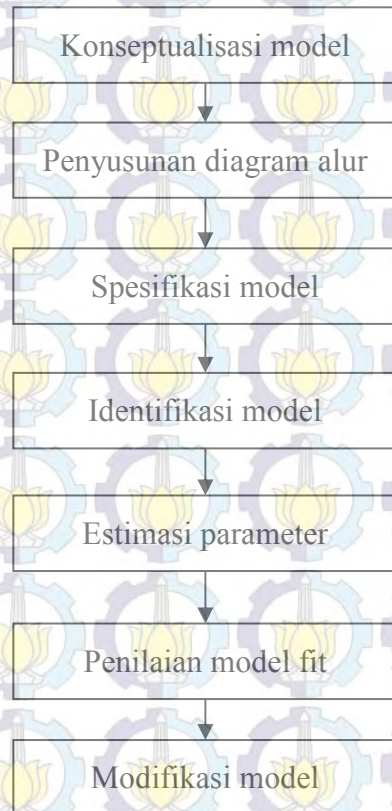 Konseptualisasi model
Penyusunan diagram alur
Spesifikasi model
Identifikasi model
Estimasi parameter
Penilaian model fit
Modifikasi model